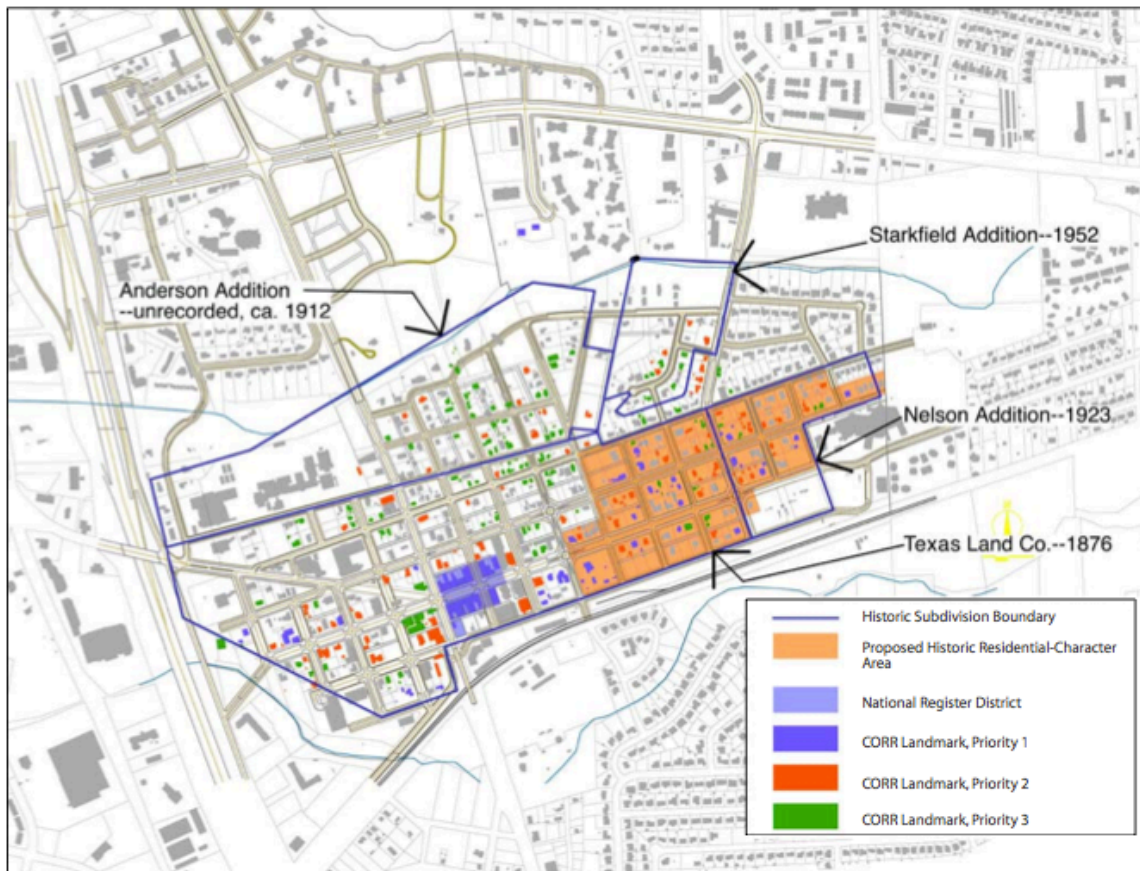 Starkfield Addition--1952
Anderson Addition
--unrecorded, ca. 1912
Nelson Addition--1923
Texas Land Co.--1876
Historic Subdivision Boundary
Proposed Historic Residential-Character
Area
National Register District
CORR Landmark, Priority 1
CORR Landmark, Priority 2
CORR Landmark, Priority 3